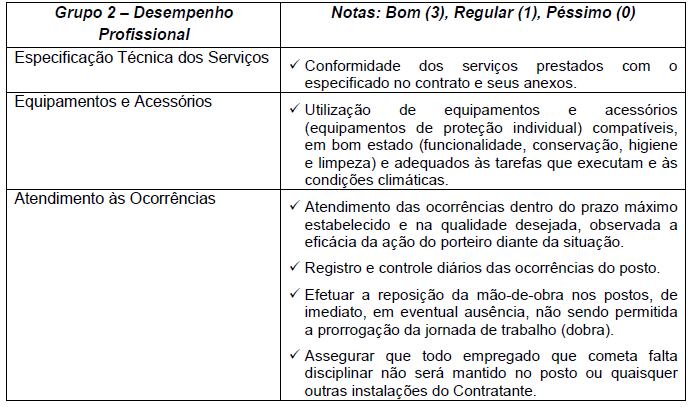 Grupo 2 – Desempenho
Profissional
Notas: Bom (3), Regular (1), Péssimo (0)
Especificação Técnica dos Serviços
✓ Conformidade dos serviços prestados com o
especificado no contrato e seus anexos.
Equipamentos e Acessórios
✓ Utilização de equipamentos e acessórios
(equipamentos de proteção individual) compatíveis,
em bom estado (funcionalidade, conservação, higiene
e limpeza) e adequados às tarefas que executam e às
condições climáticas.
Atendimento às Ocorrências
✓ Atendimento das ocorrências dentro do prazo máximo
estabelecido e na qualidade desejada, observada a
eficácia da ação do porteiro diante da situação.
✓ Registro e controle diários das ocorrências do posto.
✓ Efetuar a reposição da mão-de-obra nos postos, de
imediato, em eventual ausência, não sendo permitida
a prorrogação da jornada de trabalho (dobra).
✓ Assegurar que todo empregado que cometa falta
disciplinar não será mantido no posto ou quaisquer
outras instalações do Contratante.